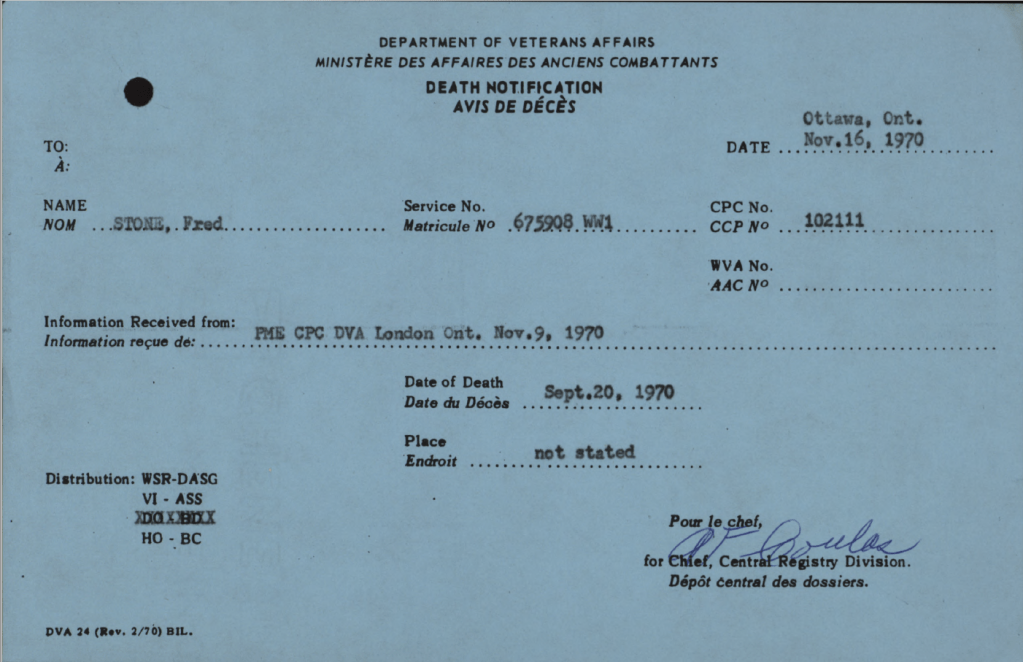 DEPARTMENT OF VETERANS AFFAIRS
MINISTÈRE DES AFFAIRES DES ANCIENS COMBATTANTS
DEATH NOTIFICATION
AVIS DE DÉCÈS
Ottawa, Ont.
TO:
À:
DATE Nov.16, 1970
NAME
NOM STONE, Fred
Service No.
Matricule Nº 675908 WW1
CPC No.
CCP Nº 102111
WVA No.
AAC Nº
Information Received from:
Information reçue de: PME CPC DVA London Ont. Nov.9, 1970
Date of Death
Date du Décès Sept.20, 1970
Place
Endroit not stated
Distribution: WSR-DASG
VI - ASS
HO - BC
Pour le chef,
for Chief, Central Registry Division.
Dépôt central des dossiers.
DVA 24 (Rev. 2/70) BIL.